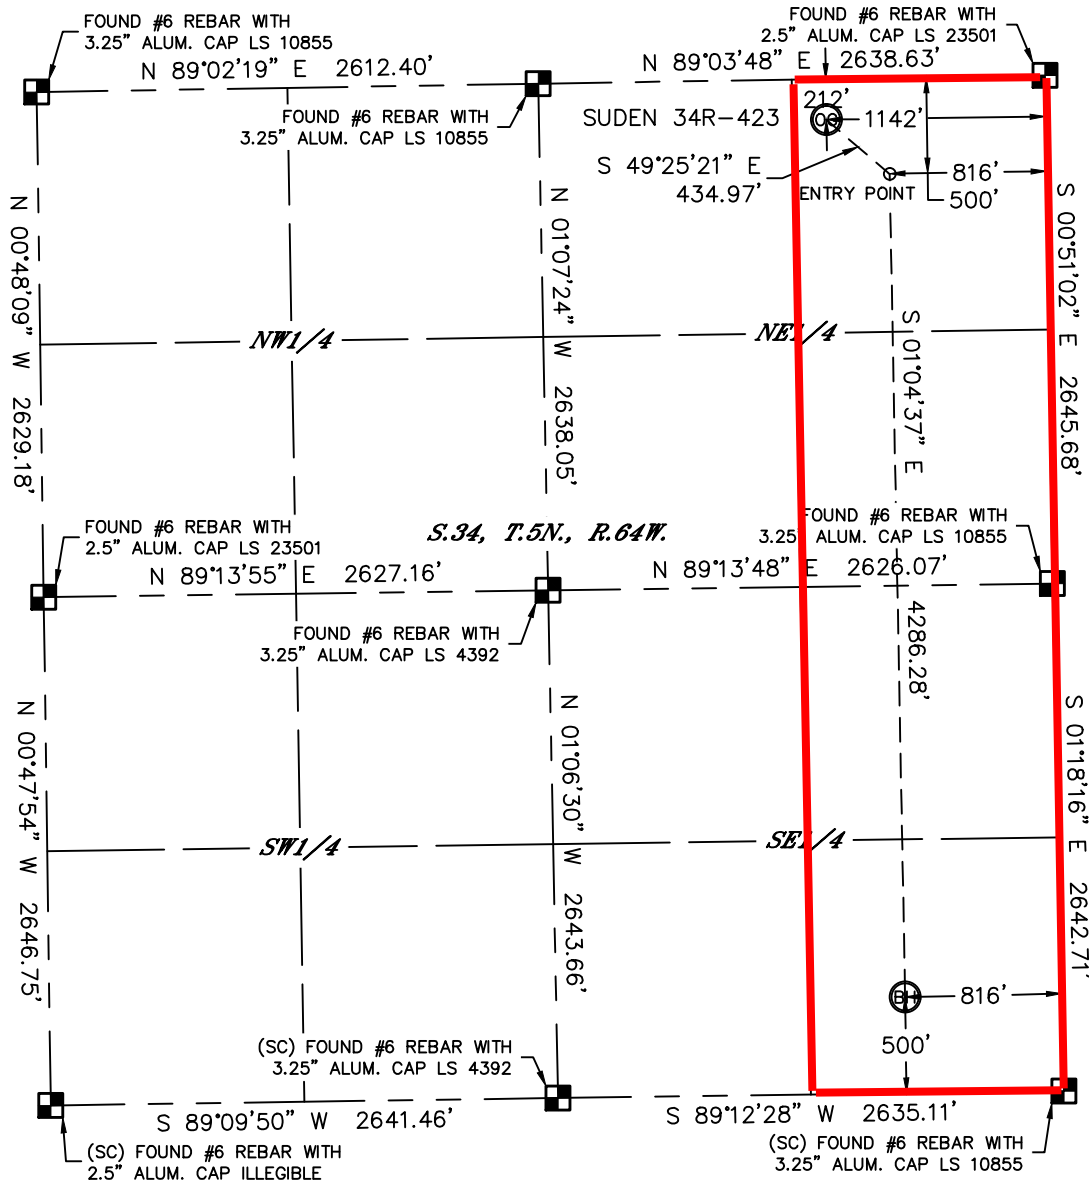 FOUND #6 REBAR WITH
3.25" ALUM. CAP LS 10855
FOUND #6 REBAR WITH
2.5" ALUM. CAP LS 23501
N 89°02'19" E 2612.40'
N 89°03'48" E 2638.63'
FOUND #6 REBAR WITH
3.25" ALUM. CAP LS 10855
SUDEN 34R-423
212'
1142'
S 49°25'21" E
434.97'
ENTRY POINT
816'
500'
N 00°48'09" W 2629.18'
N 01°07'24" W 2638.05'
S 01°04'37" E
4286.28'
S 00°51'02" E 2645.68'
NW1/4
NE1/4
S.34, T.5N., R.64W.
FOUND #6 REBAR WITH
2.5" ALUM. CAP LS 23501
FOUND #6 REBAR WITH
3.25" ALUM. CAP LS 10855
N 89°13'55" E 2627.16'
N 89°13'48" E 2626.07'
FOUND #6 REBAR WITH
3.25" ALUM. CAP LS 4392
N 00°47'54" W 2646.75'
N 01°06'30" W 2643.66'
S 01°18'16" E 2642.71'
SW1/4
SE1/4
BH
816'
500'
(SC) FOUND #6 REBAR WITH
3.25" ALUM. CAP LS 4392
S 89°09'50" W 2641.46'
S 89°12'28" W 2635.11'
(SC) FOUND #6 REBAR WITH
2.5" ALUM. CAP ILLEGIBLE
(SC) FOUND #6 REBAR WITH
3.25" ALUM. CAP LS 10855